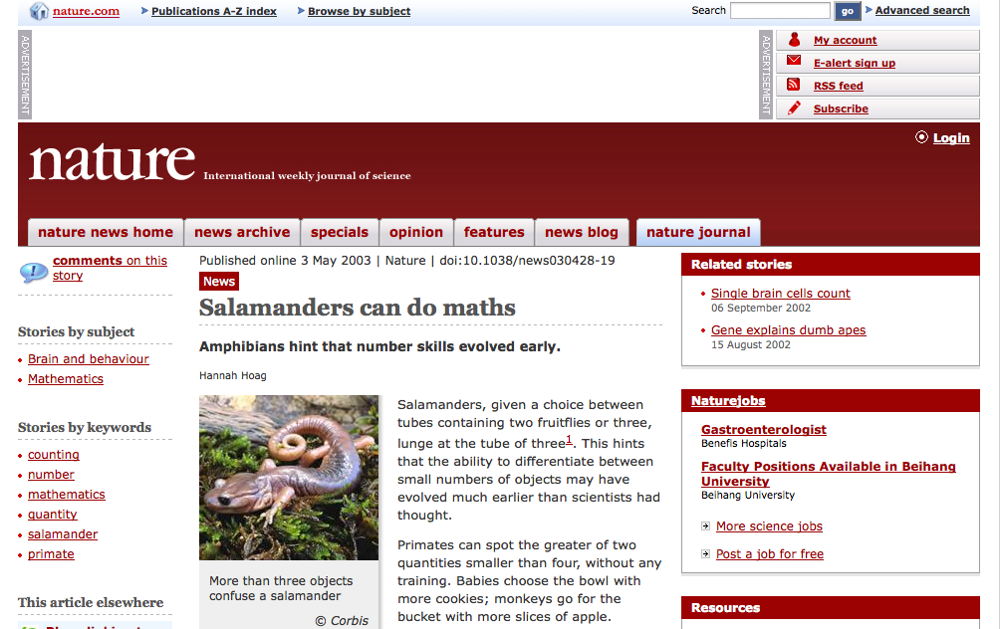 nature.com
Publications A-Z index
Browse by subject
Search
go
Advanced search
ADVERTISEMENT
ADVERTISEMENT
My account
E-alert sign up
RSS feed
Subscribe
Login
nature International weekly journal of science
nature news home
news archive
specials
opinion
features
news blog
nature journal
comments on this
story
Stories by subject
Brain and behaviour
Mathematics
Stories by keywords
counting
number
mathematics
quantity
salamander
primate
This article elsewhere
Published online 3 May 2003 | Nature | doi:10.1038/news030428-19
News
Salamanders can do maths
Amphibians hint that number skills evolved early.
Hannah Hoag
More than three objects
confuse a salamander
© Corbis
Salamanders, given a choice between
tubes containing two fruitflies or three,
lunge at the tube of three1. This hints
that the ability to differentiate between
small numbers of objects may have
evolved much earlier than scientists had
thought.
Primates can spot the greater of two
quantities smaller than four, without any
training. Babies choose the bowl with
more cookies; monkeys go for the
bucket with more slices of apple.
Related stories
Single brain cells count
06 September 2002
Gene explains dumb apes
15 August 2002
Naturejobs
Gastroenterologist
Benefis Hospitals
Faculty Positions Available in Beihang
University
Beihang University
More science jobs
Post a job for free
Resources